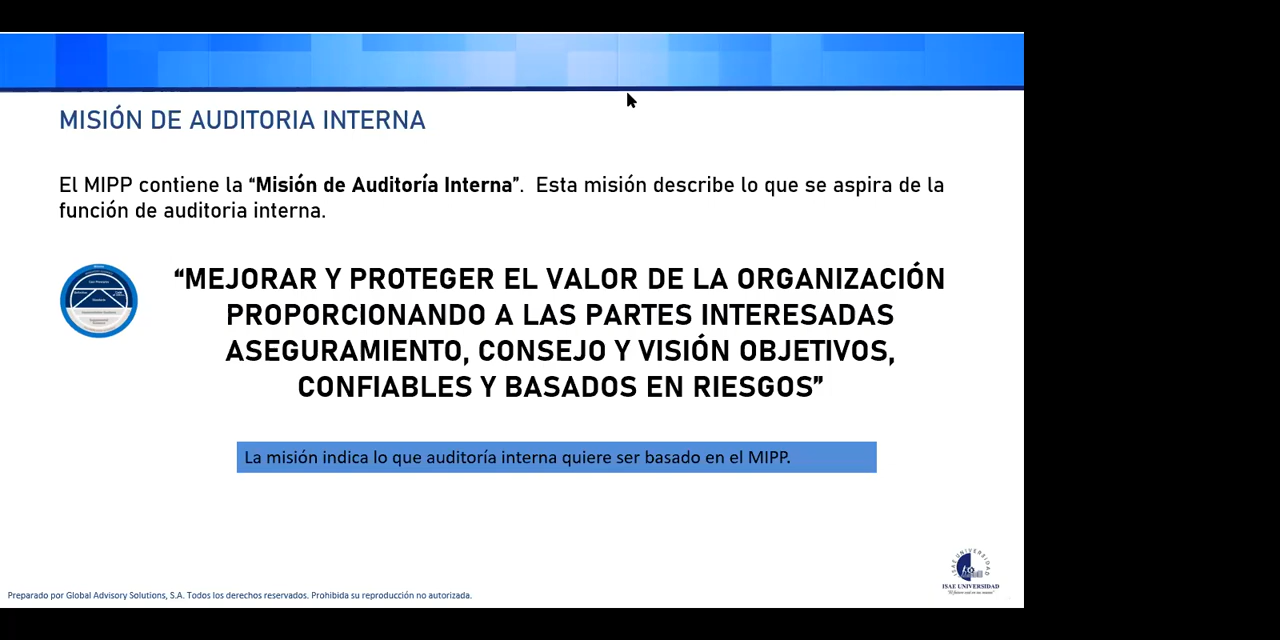 MISIÓN DE AUDITORIA INTERNA
El MIPP contiene la “Misión de Auditoría Interna”. Esta misión describe lo que se aspira de la
función de auditoria interna.
“MEJORAR Y PROTEGER EL VALOR DE LA ORGANIZACIÓN
PROPORCIONANDO A LAS PARTES INTERESADAS
ASEGURAMIENTO, CONSEJO Y VISIÓN OBJETIVOS,
CONFIABLES Y BASADOS EN RIESGOS”
La misión indica lo que auditoría interna quiere ser basado en el MIPP.
ISAE UNIVERSIDAD
ISAE UNIVERSIDAD
Preparado por Global Advisory Solutions, S.A. Todos los derechos reservados. Prohibida su reproducción no autorizada.